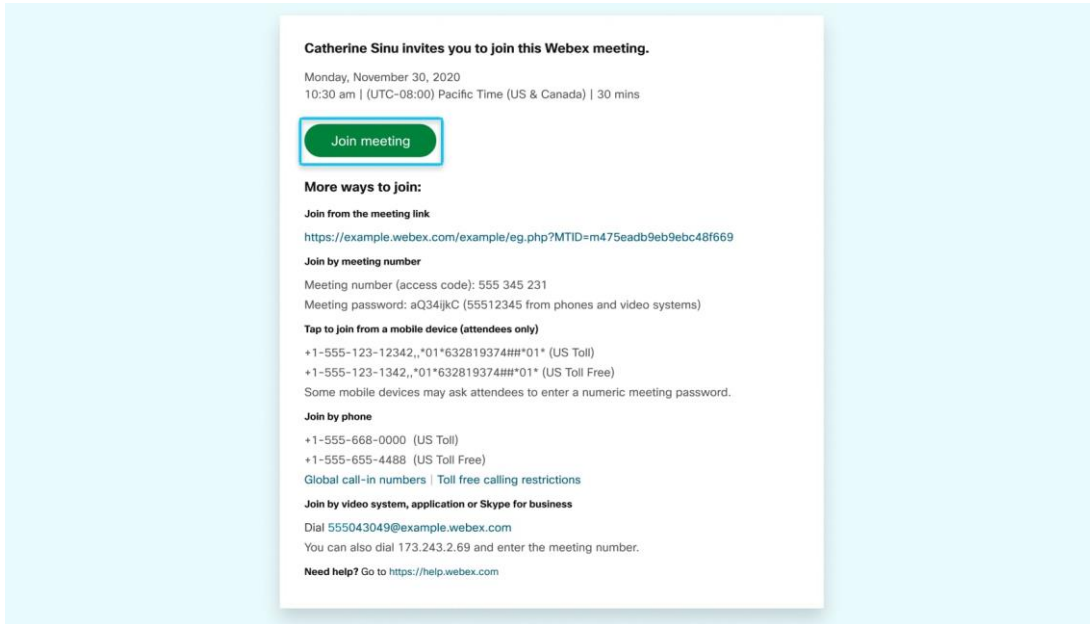 Catherine Sinu invites you to join this Webex meeting.
Monday, November 30, 2020
10:30 am | (UTC-08:00) Pacific Time (US & Canada) | 30 mins
Join meeting
More ways to join:
Join from the meeting link
https://example.webex.com/example/eg.php?MTID=m475eadb9eb9ebc48f669
Join by meeting number
Meeting number (access code): 555 345 231
Meeting password: aQ34ijkC (55512345 from phones and video systems)
Tap to join from a mobile device (attendees only)
+1-555-123-12342,,*01*632819374##*01* (US Toll)
+1-555-123-1342,,*01*632819374##*01* (US Toll Free)
Some mobile devices may ask attendees to enter a numeric meeting password.
Join by phone
+1-555-668-0000 (US Toll)
+1-555-655-4488 (US Toll Free)
Global call-in numbers | Toll free calling restrictions
Join by video system, application or Skype for business
Dial 555043049@example.webex.com
You can also dial 173.243.2.69 and enter the meeting number.
Need help? Go to https://help.webex.com